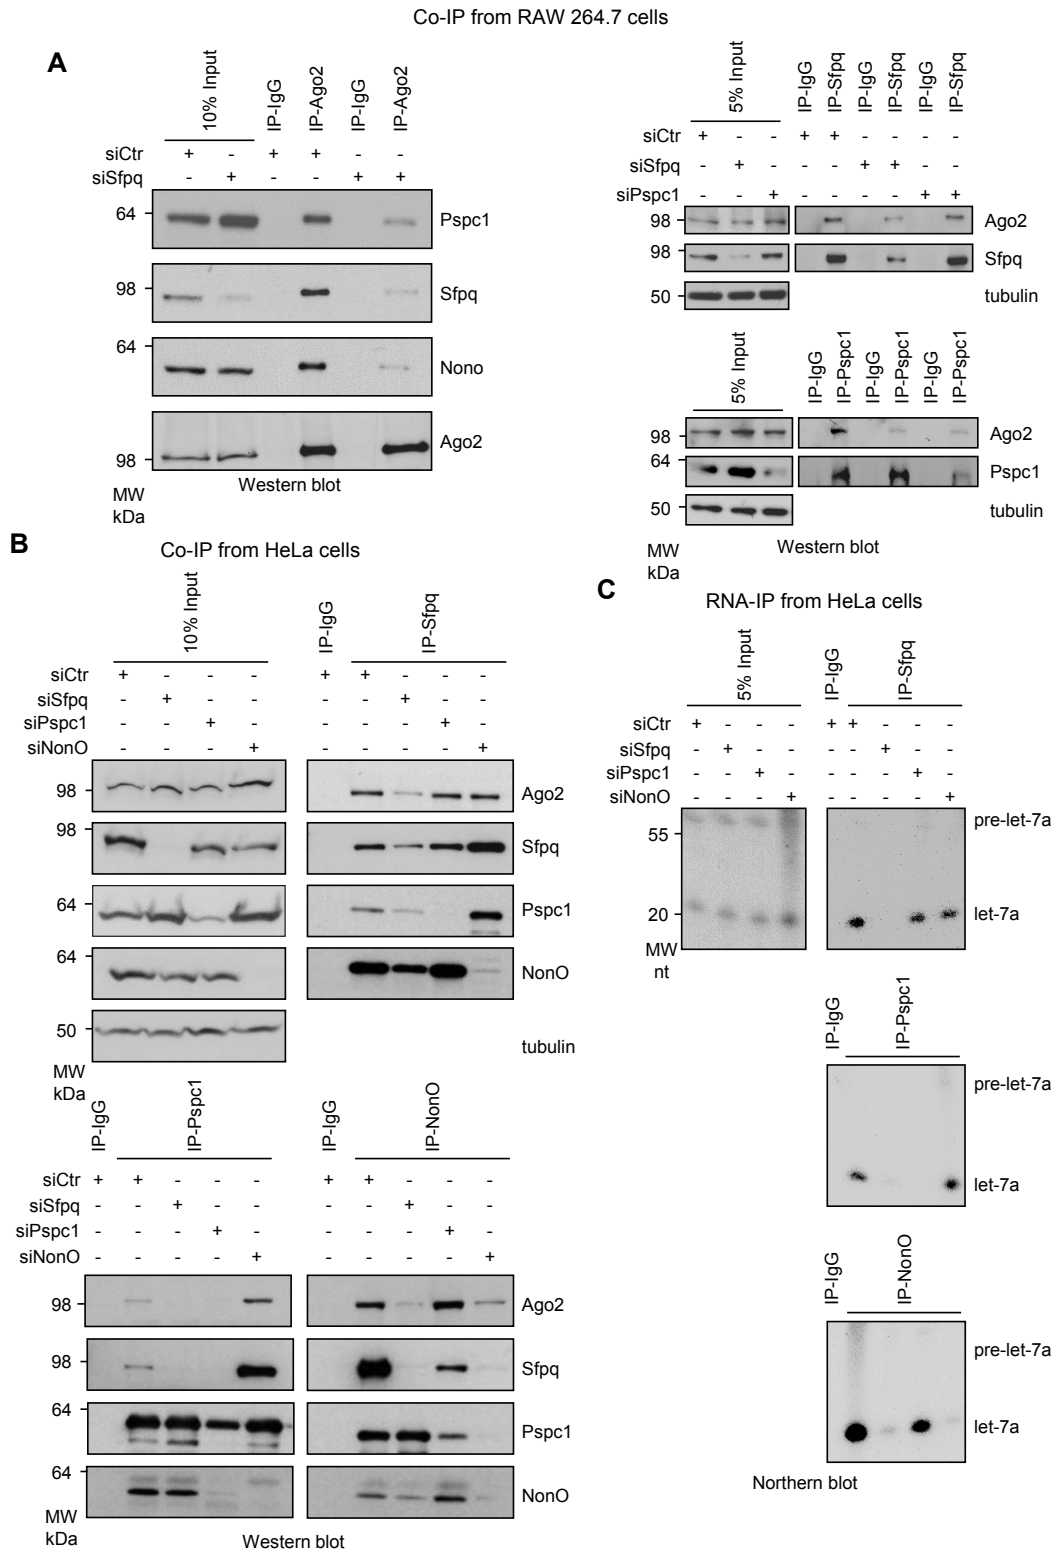 Co-IP from RAW 264.7 cells
A
10% Input
IP-IgG
IP-Ago2
IP-IgG
IP-Ago2
siCtr + - + + - -
siSfpq - + - - + +
64 Pspc1
98 Sfpq
64 Nono
98 Ago2
MW
kDa
Western blot
5% Input
IP-IgG
IP-Sfpq
IP-IgG
IP-Sfpq
IP-IgG
IP-Sfpq
siCtr + - - + + - - - -
siSfpq - + - - - + + - -
siPspc1 - - + - - - - + +
98 Ago2
98 Sfpq
50 tubulin
5% Input
IP-IgG
IP-Pspc1
IP-IgG
IP-Pspc1
IP-IgG
IP-Pspc1
98 Ago2
64 Pspc1
50 tubulin
MW
kDa
Western blot
B
Co-IP from HeLa cells
10% Input
IP-IgG
IP-Sfpq
siCtr + - - - + + - - -
siSfpq - + - - - - + - -
siPspc1 - - + - - - - + -
siNonO - - - + - - - - +
98 Ago2
98 Sfpq
64 Pspc1
64 NonO
50 tubulin
MW
kDa
IP-IgG
IP-Pspc1
IP-IgG
IP-NonO
siCtr + + - - - + + - - -
siSfpq - - + - - - - + - -
siPspc1 - - - + - - - - + -
siNonO - - - - + - - - - +
98 Ago2
98 Sfpq
64 Pspc1
64 NonO
MW
kDa
Western blot
C
RNA-IP from HeLa cells
5% Input
IP-IgG
IP-Sfpq
siCtr + - - - + + - - -
siSfpq - + - - - - + - -
siPspc1 - - + - - - - + -
siNonO - - - + - - - - +
pre-let-7a
55
20 let-7a
MW
nt
IP-IgG
IP-Pspc1
pre-let-7a
let-7a
IP-IgG
IP-NonO
pre-let-7a
let-7a
Northern blot